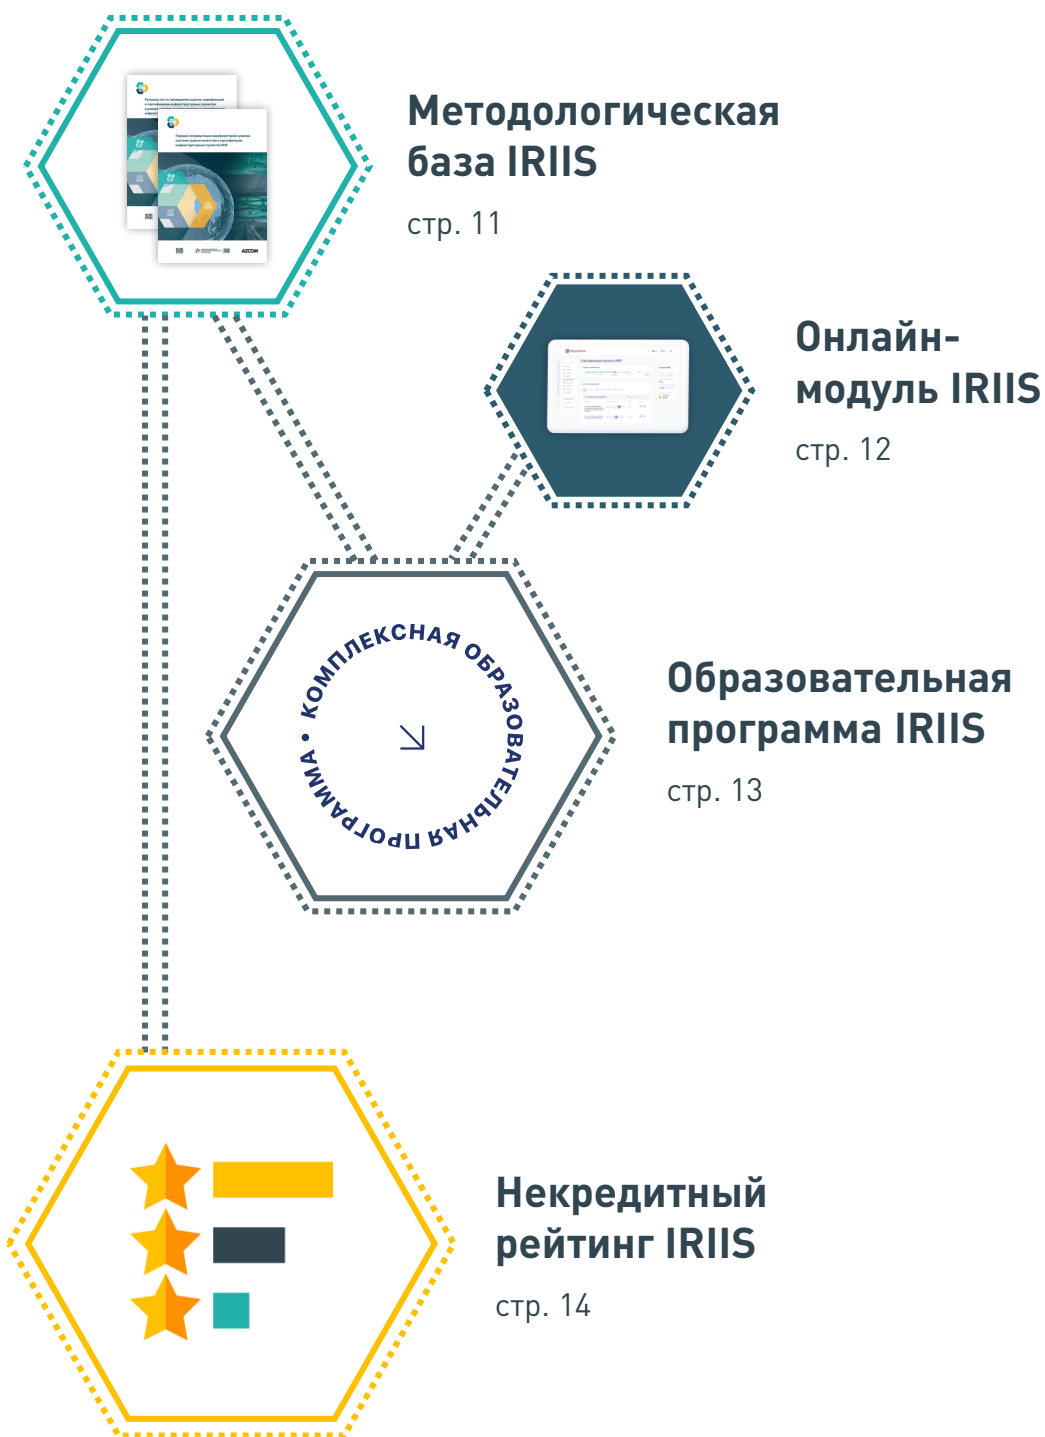 Методологическая
база IRIIS
стр. 11
Онлайн-
модуль IRIIS
стр. 12
КОМПЛЕКСНАЯ ОБРАЗОВАТЕЛЬНАЯ ПРОГРАММА •
Образовательная
программа IRIIS
стр. 13
Некредитный
рейтинг IRIIS
стр. 14
AECOM